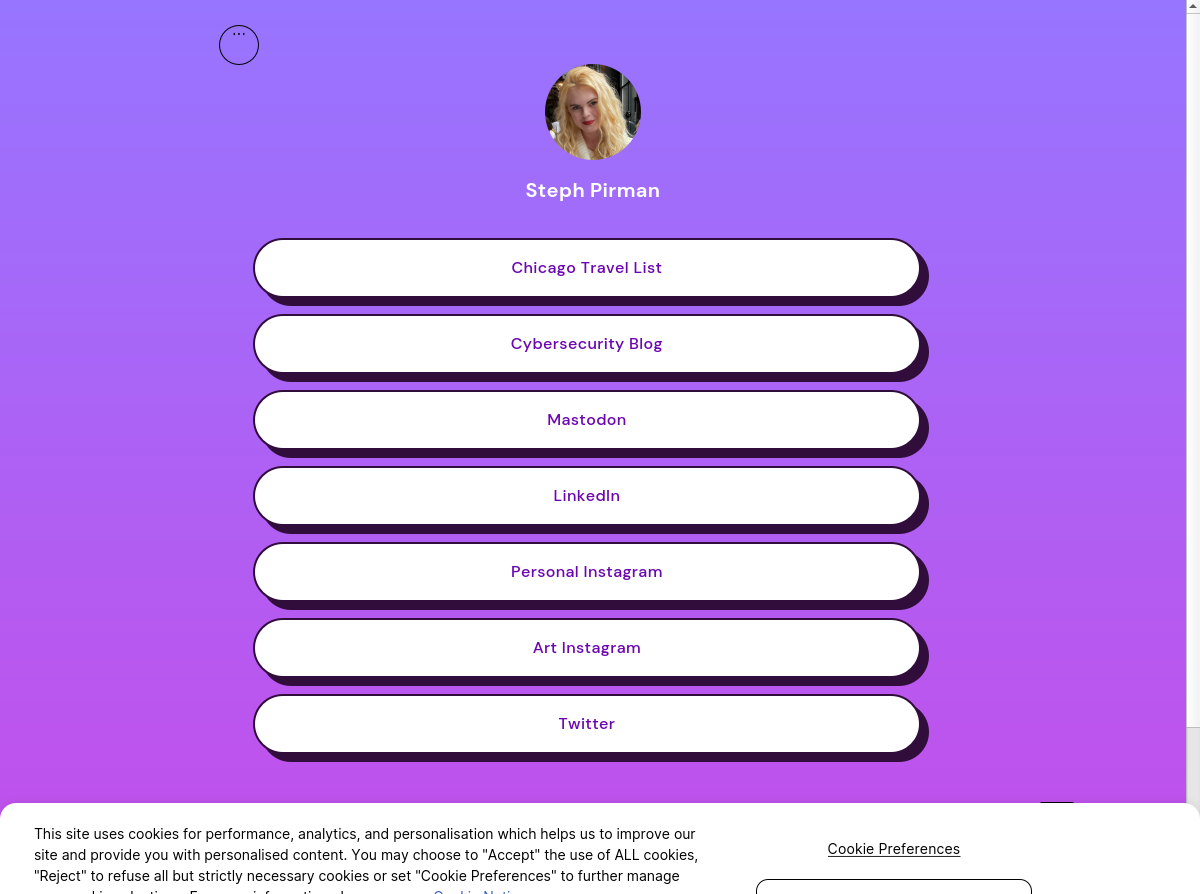 ...
Steph Pirman
Chicago Travel List
Cybersecurity Blog
Mastodon
LinkedIn
Personal Instagram
Art Instagram
Twitter
This site uses cookies for performance, analytics, and personalisation which helps us to improve our
site and provide you with personalised content. You may choose to "Accept" the use of ALL cookies,
"Reject" to refuse all but strictly necessary cookies or set "Cookie Preferences" to further manage
Cookie Preferences